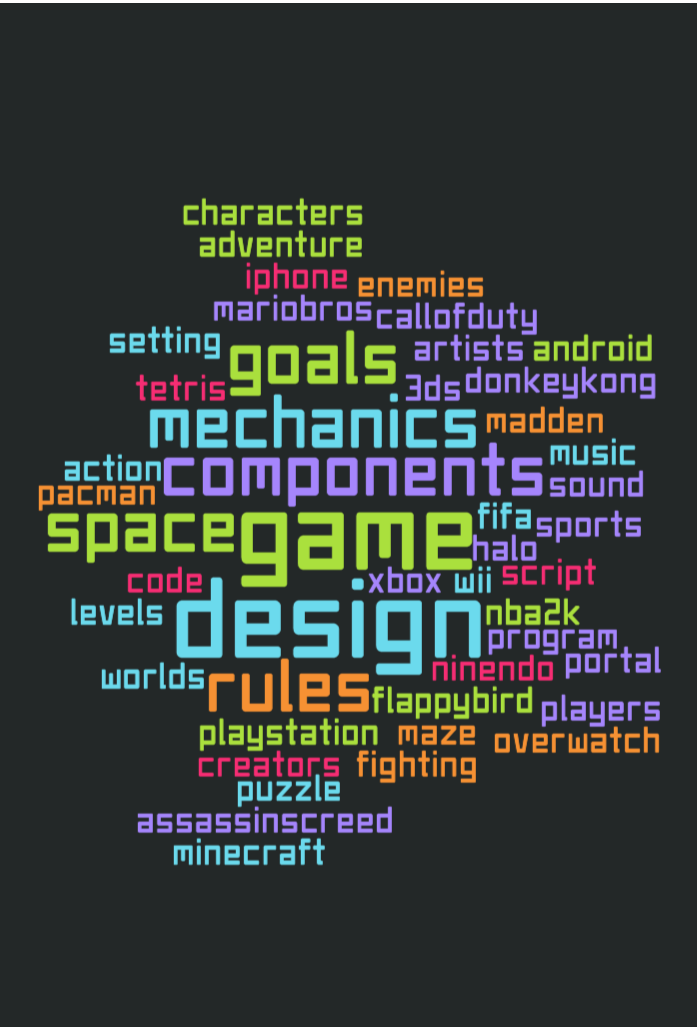 characters
adventure
iphone enemies
mariobros callofduty
setting goals artists android
tetris 3ds donkeykong
mechanics madden
action components music
pacman sound
space game fifa sports
halo
code xbox wii script
levels design nba2k
program
worlds rules ninendo portal
flappybird players
playstation maze overwatch
creators fighting
puzzle
assassinscreed
minecraft